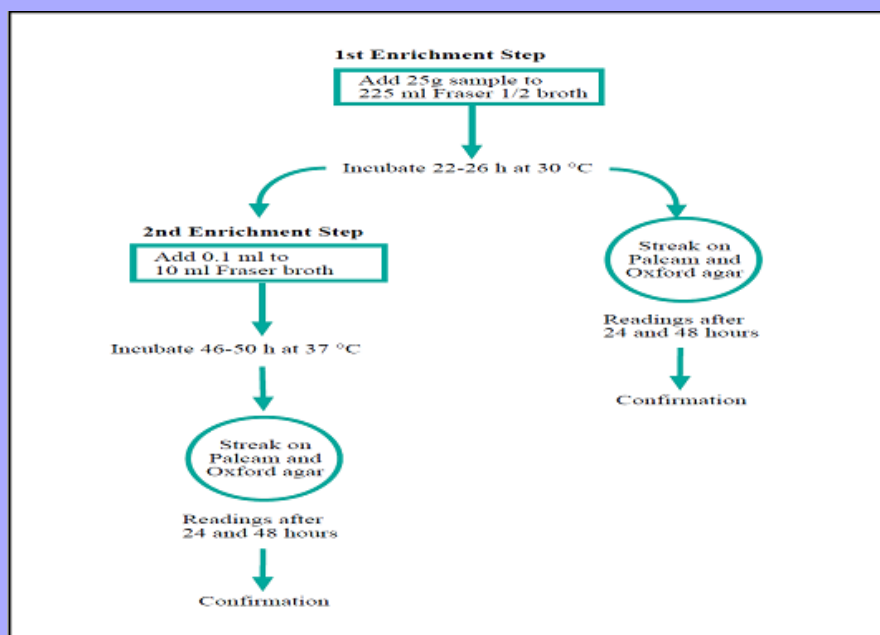 1st Enrichment Step
Add 25g sample to
225 ml Fraser 1/2 broth
Incubate 22-26 h at 30 °C
2nd Enrichment Step
Add 0.1 ml to
10 ml Fraser broth
Incubate 46-50 h at 37 °C
Streak on
Palcam and
Oxford agar
Readings after
24 and 48 hours
Confirmation
Streak on
Palcam and
Oxford agar
Readings after
24 and 48 hours
Confirmation